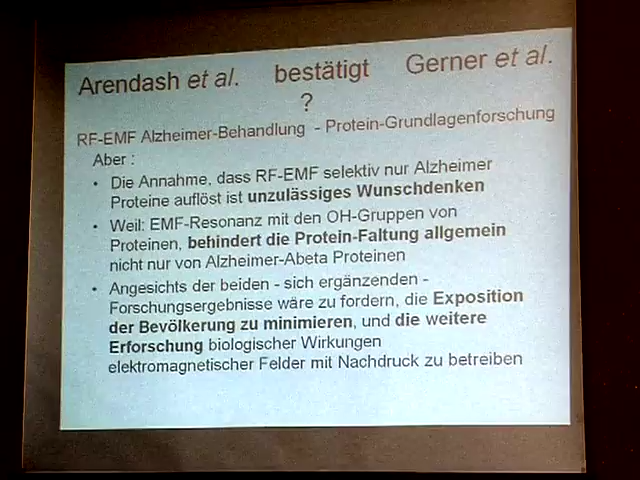 Arendash et al. bestätigt Gerner et al.
?
RF-EMF Alzheimer-Behandlung - Protein-Grundlagenforschung
Aber :
• Die Annahme, dass RF-EMF selektiv nur Alzheimer
Proteine auflöst ist unzulässiges Wunschdenken
• Weil: EMF-Resonanz mit den OH-Gruppen von
Proteinen, behindert die Protein-Faltung allgemein
nicht nur von Alzheimer-Abeta Proteinen
• Angesichts der beiden - sich ergänzenden -
Forschungsergebnisse wäre zu fordern, die Exposition
der Bevölkerung zu minimieren, und die weitere
Erforschung biologischer Wirkungen
elektromagnetischer Felder mit Nachdruck zu betreiben